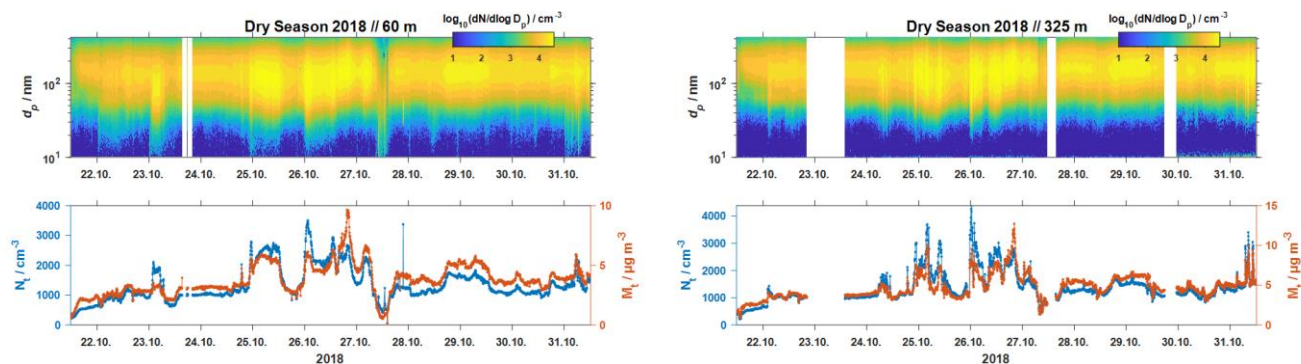 Dry Season 2018 // 60 m
log10(dN/dlog Dp) / cm-3
1 2 3 4
dp / nm
10^2
10^1
22.10. 23.10. 24.10. 25.10. 26.10. 27.10. 28.10. 29.10. 30.10. 31.10.
Nt / cm-3
4000
3000
2000
1000
0
10
5
0
Mt / µg m-3
22.10. 23.10. 24.10. 25.10. 26.10. 27.10. 28.10. 29.10. 30.10. 31.10.
2018
Dry Season 2018 // 325 m
log10(dN/dlog Dp) / cm-3
1 2 3 4
dp / nm
10^2
10^1
22.10. 23.10. 24.10. 25.10. 26.10. 27.10. 28.10. 29.10. 30.10. 31.10.
Nt / cm-3
4000
3000
2000
1000
0
15
10
5
0
Mt / µg m-3
22.10. 23.10. 24.10. 25.10. 26.10. 27.10. 28.10. 29.10. 30.10. 31.10.
2018